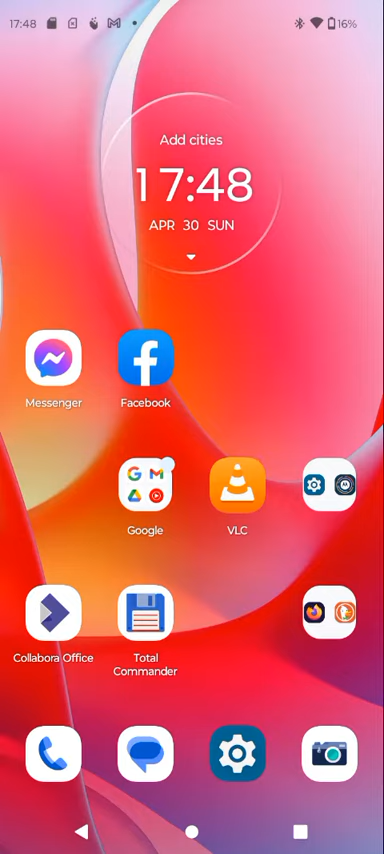 17:48
16%
Add cities
17:48
APR 30 SUN
Messenger
Facebook
Google
VLC
Collabora Office
Total
Commander